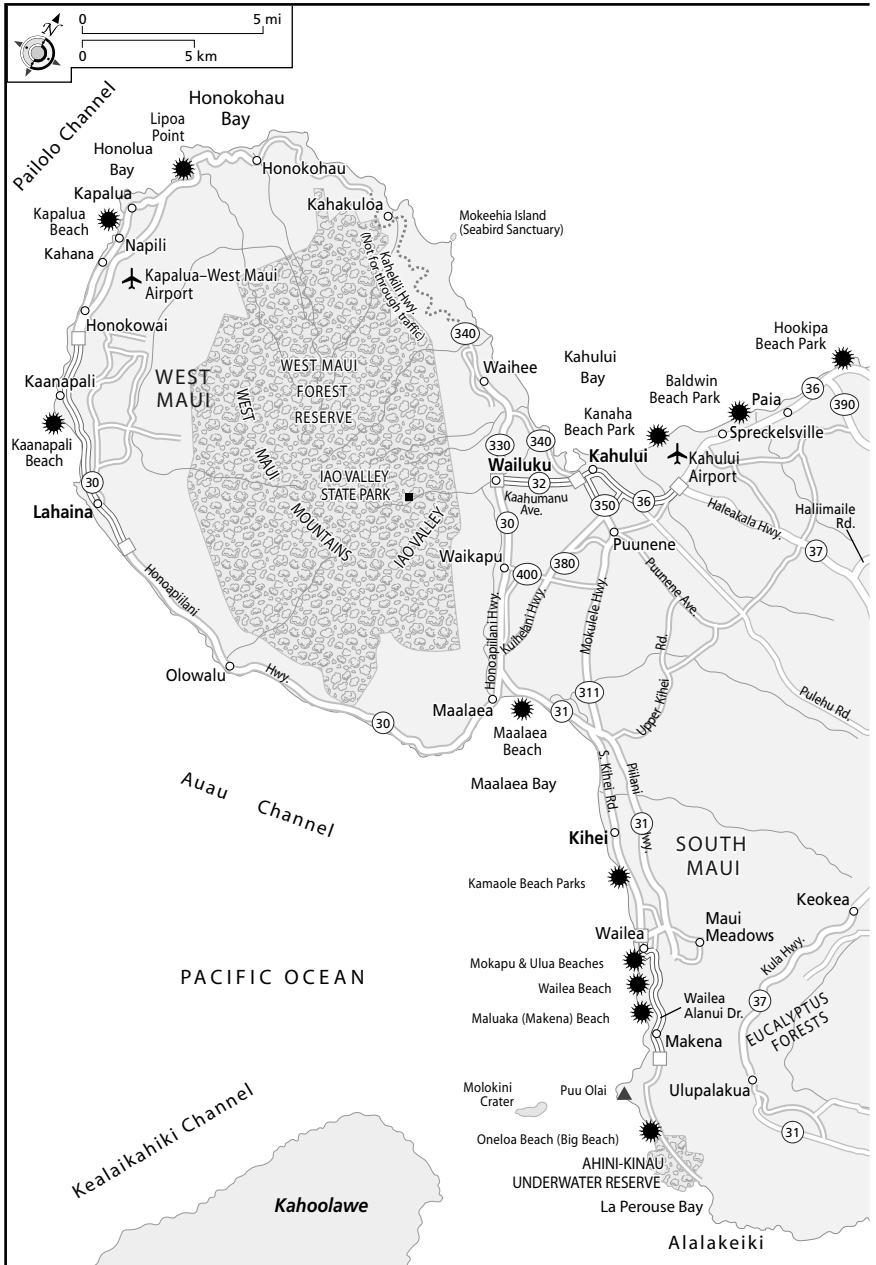 N
0
5 mi
0
5 km
Pailolo Channel
Honokohau
Bay
Lipoa
Point
Honolua
Bay
Honokohau
Kapalua
Kapalua
Beach
Kahakuloa
Mokeehia Island
(Seabird Sanctuary)
Napili
Kahana
Kapalua–West Maui
Airport
Kahekili Hwy.
(Not for through traffic)
Honokowai
340
Hookipa
Beach Park
Kahului
Bay
WEST MAUI
FOREST
RESERVE
Waihee
Kaanapali
WEST
MAUI
Baldwin
Beach Park
Paia
36
390
WEST
MAUI
MOUNTAINS
Kaanapali
Beach
Kanaha
Beach Park
Spreckelsville
330
340
Kahului
Airport
Wailuku
Kahului
IAO VALLEY
STATE PARK
30
32
Kaahumanu
Ave.
36
Lahaina
350
Haleakala Hwy.
Haliimaile
Rd.
30
IAO VALLEY
Puunene
37
Waikapu
400
380
Honoapiilani
Hwy.
Puunene Ave.
Honoapiilani Hwy.
Kuihelani Hwy.
Mokulele Hwy.
Upper Kihei
Rd.
Olowalu
311
Pulehu Rd.
Maalaea
30
31
Maalaea
Beach
S. Kihei Rd.
Piilani
Hwy.
Auau Channel
Maalaea Bay
31
Kihei
SOUTH
MAUI
Kamaole Beach Parks
Keokea
Maui
Meadows
Wailea
Kula Hwy.
Mokapu & Ulua Beaches
PACIFIC OCEAN
Wailea Beach
37
Wailea
Alanui Dr.
EUCALYPTUS
FORESTS
Maluaka (Makena) Beach
Makena
Molokini
Crater
Puu Olai
Ulupalakua
Kealaikahiki Channel
31
Oneloa Beach (Big Beach)
AHINI-KINAU
UNDERWATER RESERVE
Kahoolawe
La Perouse Bay
Alalakeiki